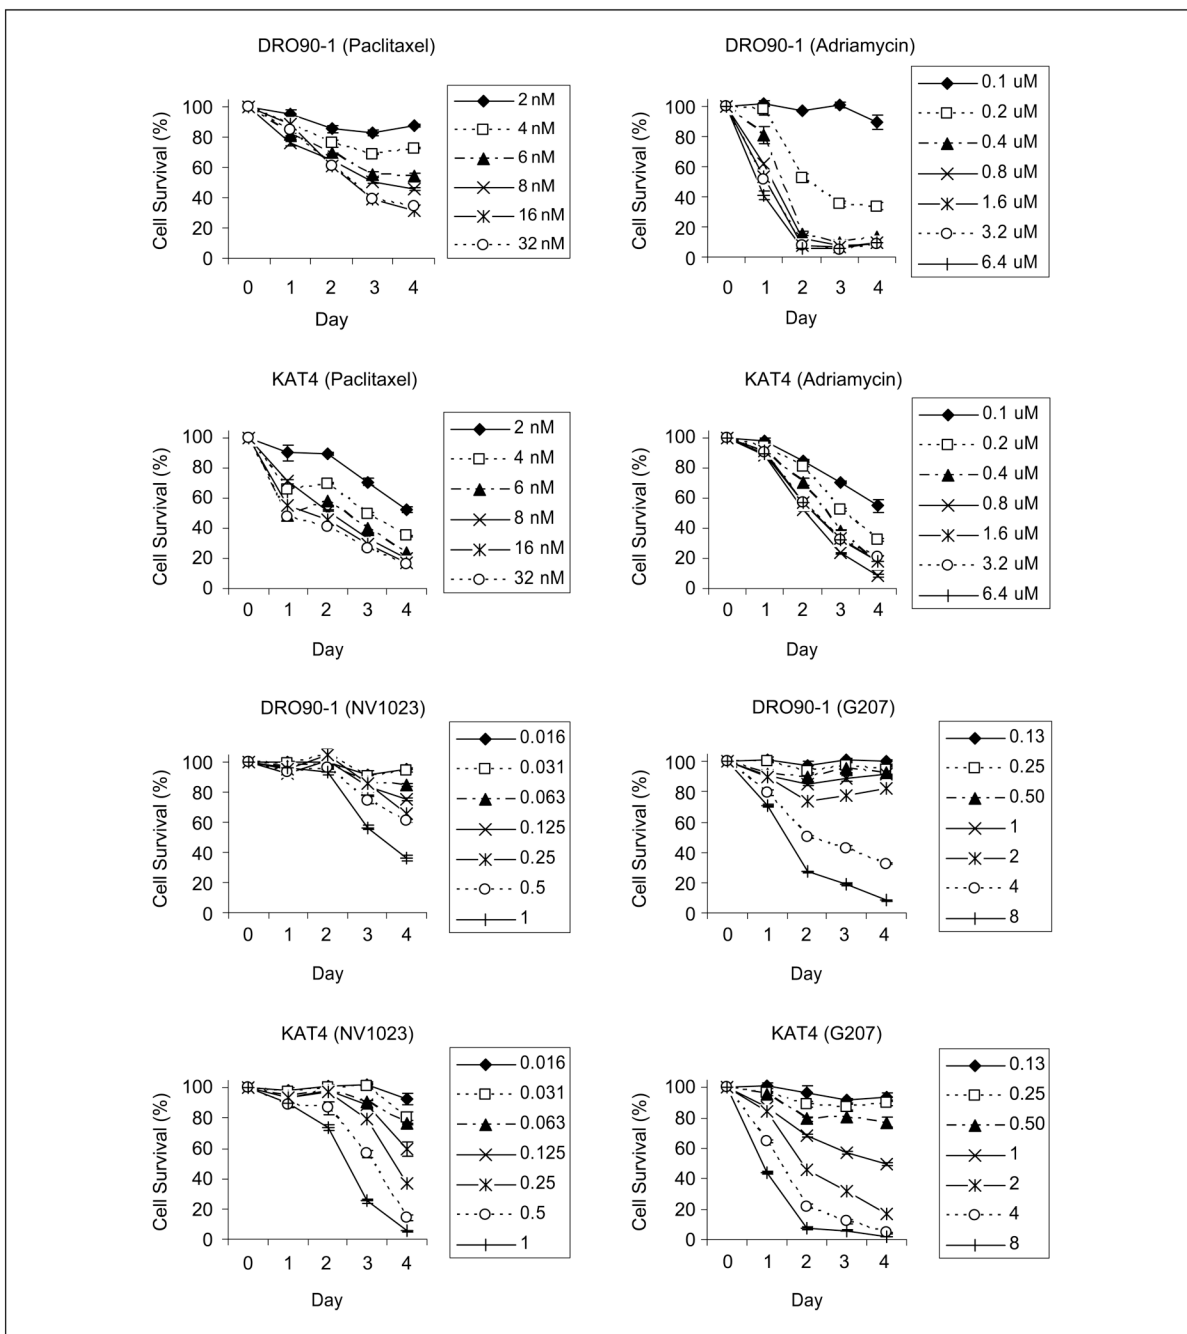 DRO90-1 (Paclitaxel)
Cell Survival (%)
100
80
60
40
20
0
0 1 2 3 4
Day
2 nM
4 nM
6 nM
8 nM
16 nM
32 nM
DRO90-1 (Adriamycin)
Cell Survival (%)
100
80
60
40
20
0
0 1 2 3 4
Day
0.1 uM
0.2 uM
0.4 uM
0.8 uM
1.6 uM
3.2 uM
6.4 uM
KAT4 (Paclitaxel)
Cell Survival (%)
100
80
60
40
20
0
0 1 2 3 4
Day
2 nM
4 nM
6 nM
8 nM
16 nM
32 nM
KAT4 (Adriamycin)
Cell Survival (%)
100
80
60
40
20
0
0 1 2 3 4
Day
0.1 uM
0.2 uM
0.4 uM
0.8 uM
1.6 uM
3.2 uM
6.4 uM
DRO90-1 (NV1023)
Cell Survival (%)
100
80
60
40
20
0
0 1 2 3 4
Day
0.016
0.031
0.063
0.125
0.25
0.5
1
DRO90-1 (G207)
Cell Survival (%)
100
80
60
40
20
0
0 1 2 3 4
Day
0.13
0.25
0.50
1
2
4
8
KAT4 (NV1023)
Cell Survival (%)
100
80
60
40
20
0
0 1 2 3 4
Day
0.016
0.031
0.063
0.125
0.25
0.5
1
KAT4 (G207)
Cell Survival (%)
100
80
60
40
20
0
0 1 2 3 4
Day
0.13
0.25
0.50
1
2
4
8